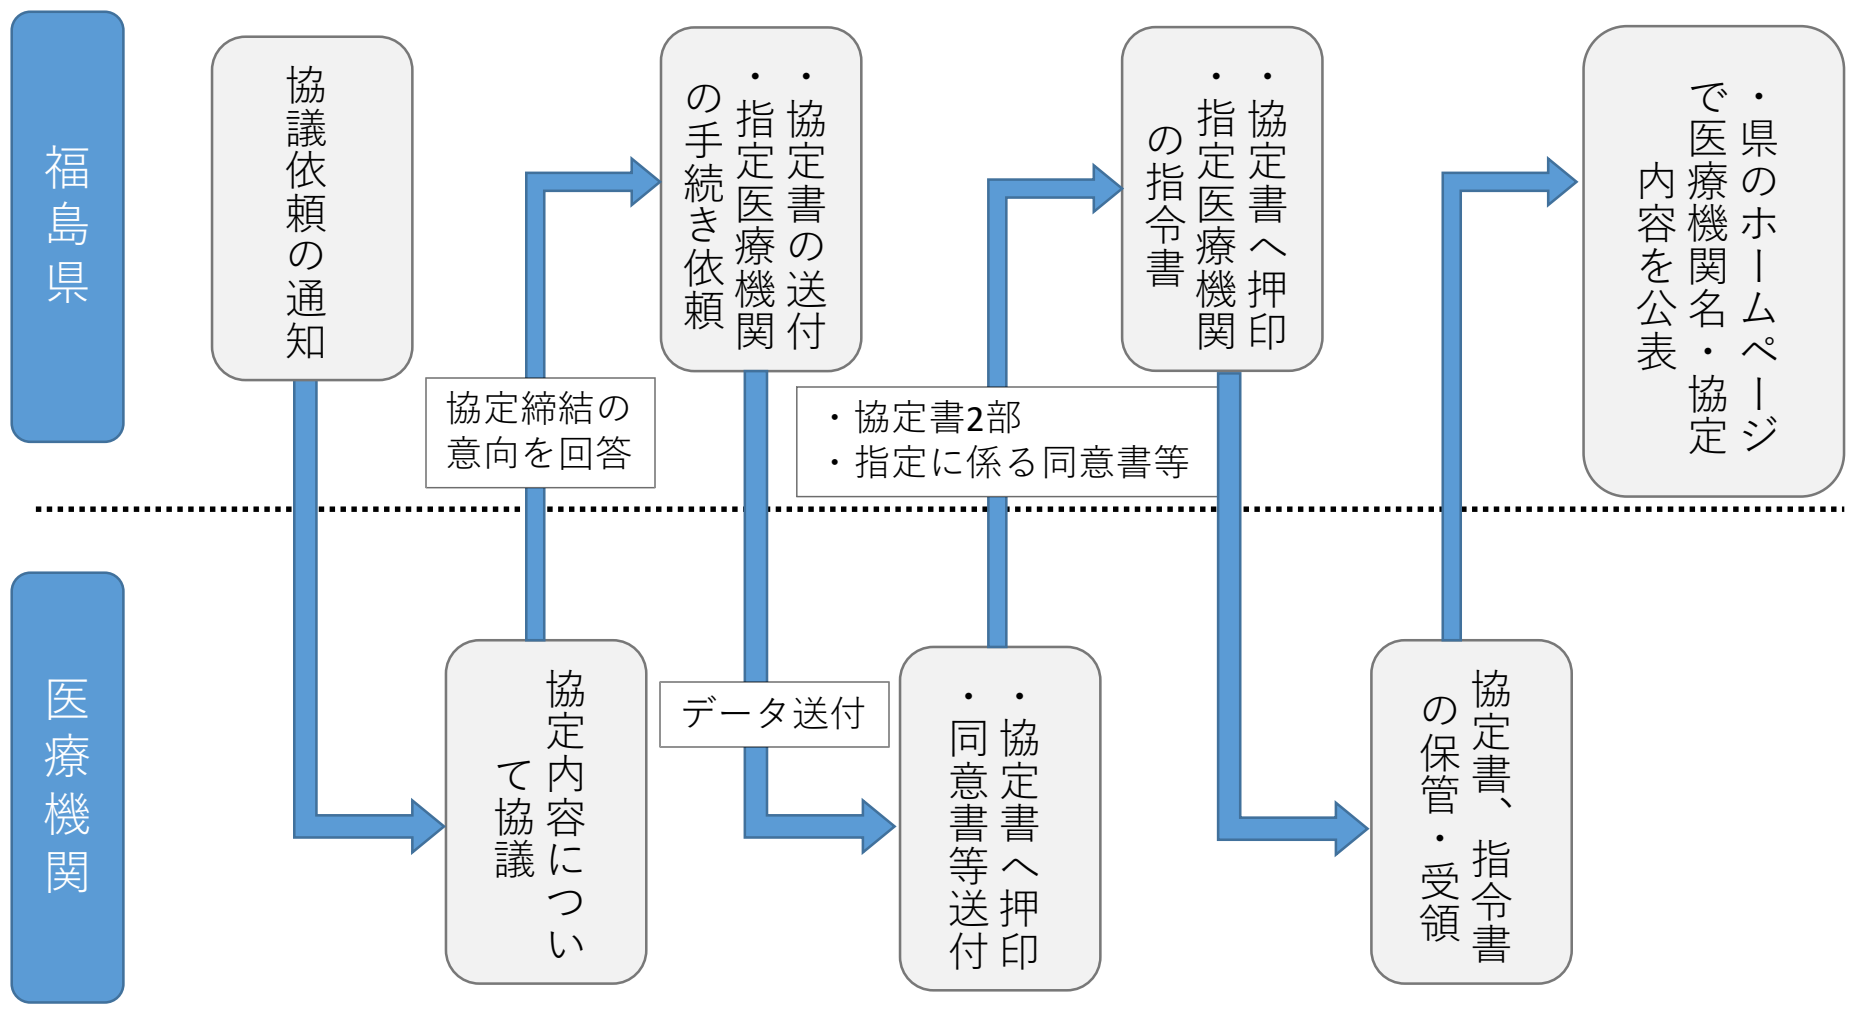 福島県
協議依頼の通知
・協定書の送付
・指定医療機関
の手続き依頼
・協定書へ押印
・指定医療機関
の指令書
・県のホームページ
で医療機関名・協定
内容を公表
協定締結の
意向を回答
・協定書2部
・指定に係る同意書等
医療機関
協定内容につい
て協議
データ送付
・協定書へ押印
・同意書等送付
協定書、指令書
の保管・受領